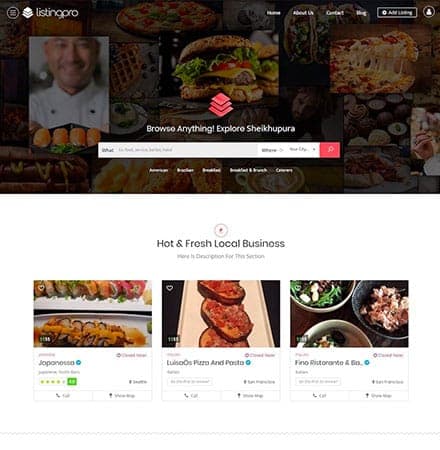 listingpro
Home About Us Contact Blog Add Listing
Browse Anything! Explore Sheikhupura
What Ex: food, service, barber, hotel Where Your City...
American Brazilian Breakfast Breakfast & Brunch Caterers
Hot & Fresh Local Business
Here Is Description For This Section
$$$$ $$$$ $$$$
Closed Now! Closed Now! Closed Now!
Japanessa
Japanese, Sushi Bars
Seattle
LuisaÕs Pizza And Pasta
Italian
Be the first to review!
San Francisco
Fino Ristorante & Ba..
Italian
Be the first to review!
San Francisco
Call Show Map Call Show Map Call Show Map